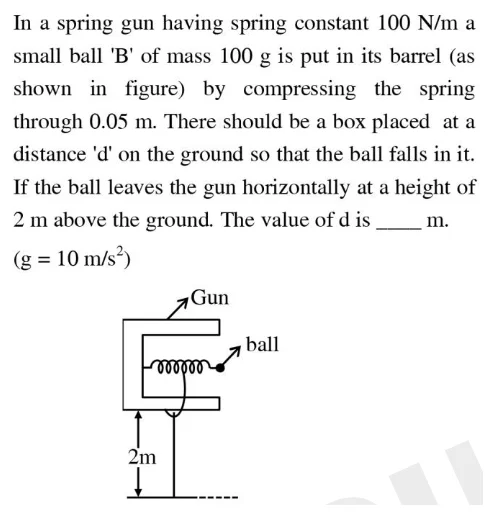 In a spring gun having spring constant 100 N/m a
small ball 'B' of mass 100 g is put in its barrel (as
shown in figure) by compressing the spring
through 0.05 m. There should be a box placed at a
distance 'd' on the ground so that the ball falls in it.
If the ball leaves the gun horizontally at a height of
2 m above the ground. The value of d is ____ m.
(g = 10 m/s²)
Gun
ball
2m